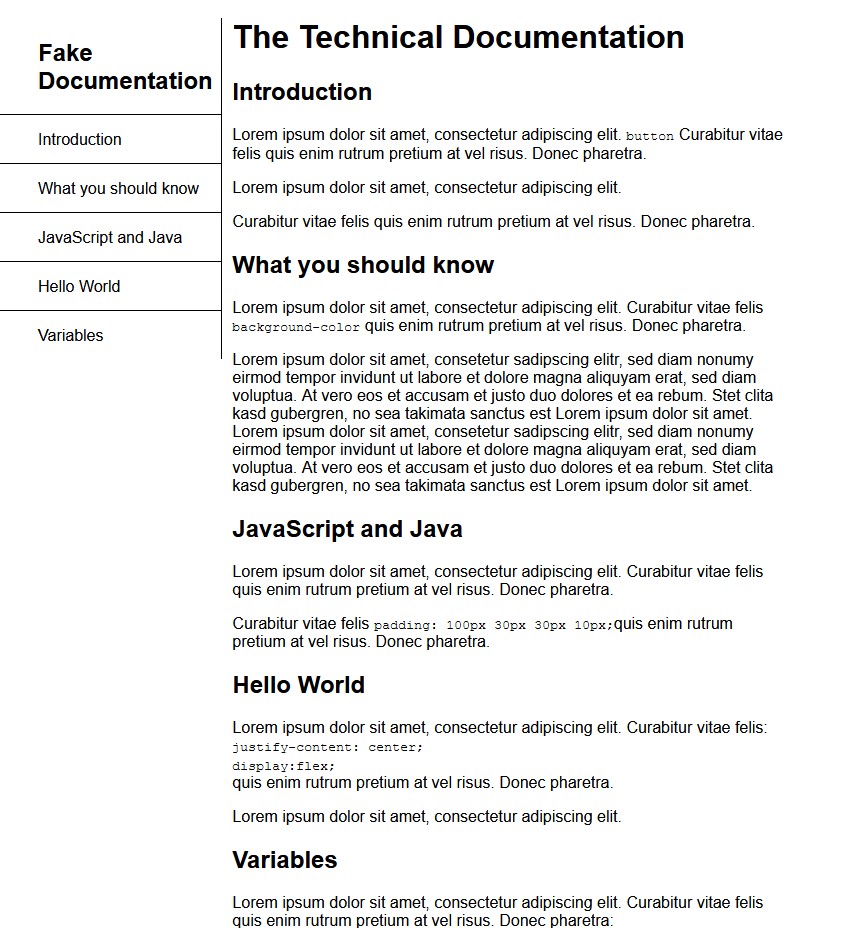 Fake
Documentation
Introduction
What you should know
JavaScript and Java
Hello World
Variables
The Technical Documentation
Introduction
Lorem ipsum dolor sit amet, consectetur adipiscing elit. button Curabitur vitae
felis quis enim rutrum pretium at vel risus. Donec pharetra.
Lorem ipsum dolor sit amet, consectetur adipiscing elit.
Curabitur vitae felis quis enim rutrum pretium at vel risus. Donec pharetra.
What you should know
Lorem ipsum dolor sit amet, consectetur adipiscing elit. Curabitur vitae felis
background-color quis enim rutrum pretium at vel risus. Donec pharetra.
Lorem ipsum dolor sit amet, consetetur sadipscing elitr, sed diam nonumy
eirmod tempor invidunt ut labore et dolore magna aliquyam erat, sed diam
voluptua. At vero eos et accusam et justo duo dolores et ea rebum. Stet clita
kasd gubergren, no sea takimata sanctus est Lorem ipsum dolor sit amet.
Lorem ipsum dolor sit amet, consetetur sadipscing elitr, sed diam nonumy
eirmod tempor invidunt ut labore et dolore magna aliquyam erat, sed diam
voluptua. At vero eos et accusam et justo duo dolores et ea rebum. Stet clita
kasd gubergren, no sea takimata sanctus est Lorem ipsum dolor sit amet.
JavaScript and Java
Lorem ipsum dolor sit amet, consectetur adipiscing elit. Curabitur vitae felis
quis enim rutrum pretium at vel risus. Donec pharetra.
Curabitur vitae felis padding: 100px 30px 30px 10px;quis enim rutrum
pretium at vel risus. Donec pharetra.
Hello World
Lorem ipsum dolor sit amet, consectetur adipiscing elit. Curabitur vitae felis:
justify-content: center;
display:flex;
quis enim rutrum pretium at vel risus. Donec pharetra.
Lorem ipsum dolor sit amet, consectetur adipiscing elit.
Variables
Lorem ipsum dolor sit amet, consectetur adipiscing elit. Curabitur vitae felis
quis enim rutrum pretium at vel risus. Donec pharetra: